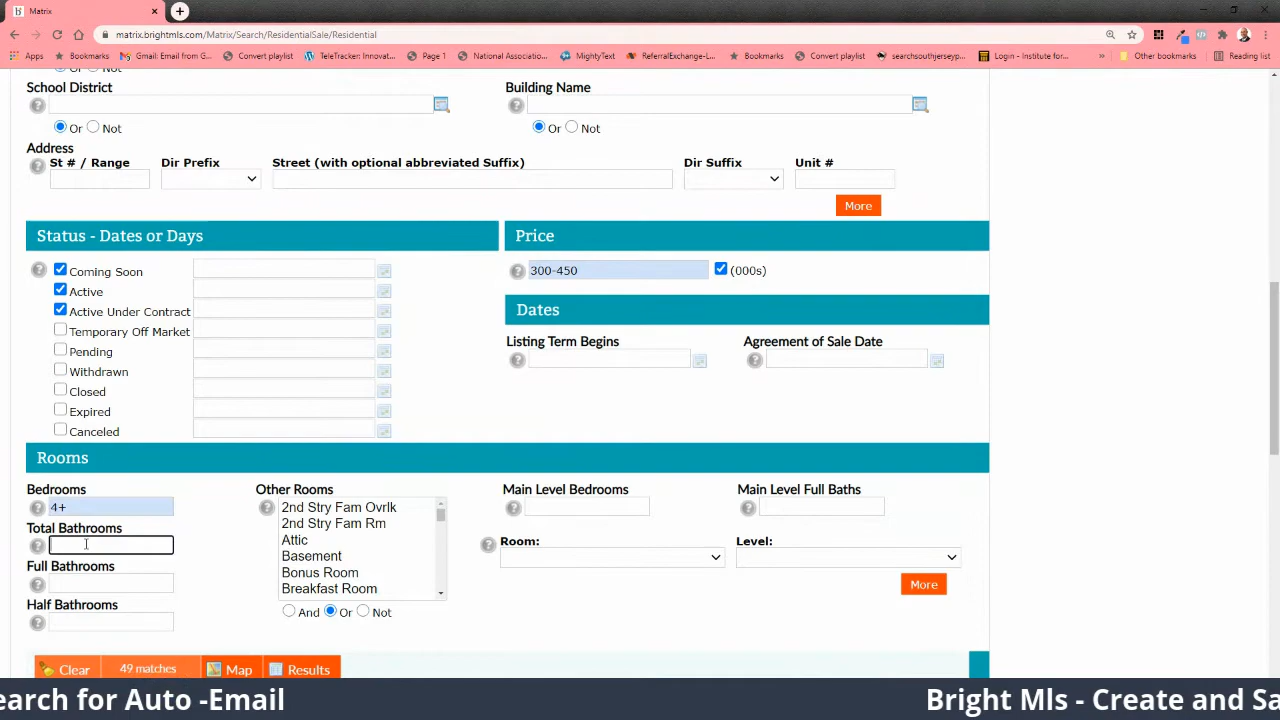 Matrix
matrix.brightmls.com/Matrix/Search/ResidentialSale/Residential
Apps Bookmarks Gmail: Email from G... Convert playlist TeleTracker: Innovat... Page 1 National Association... MightyText ReferralExchange-L... Bookmarks Convert playlist searchsouthjerseyp... Login - Institute for... » Other bookmarks Reading list
Or Not
School District Building Name
Or Not Or Not
Address
St # / Range Dir Prefix Street (with optional abbreviated Suffix) Dir Suffix Unit #
More
Status - Dates or Days Price
Coming Soon 300-450 (000s)
Active
Active Under Contract Dates
Temporary Off Market Listing Term Begins Agreement of Sale Date
Pending
Withdrawn
Closed
Expired
Canceled
Rooms
Bedrooms Other Rooms Main Level Bedrooms Main Level Full Baths
4+ 2nd Stry Fam Ovrlk
Total Bathrooms 2nd Stry Fam Rm
Attic Room: Level:
Basement
Full Bathrooms Bonus Room
Breakfast Room More
Half Bathrooms And Or Not
Clear 49 matches Map Results
earch for Auto -Email Bright Mls - Create and Sa